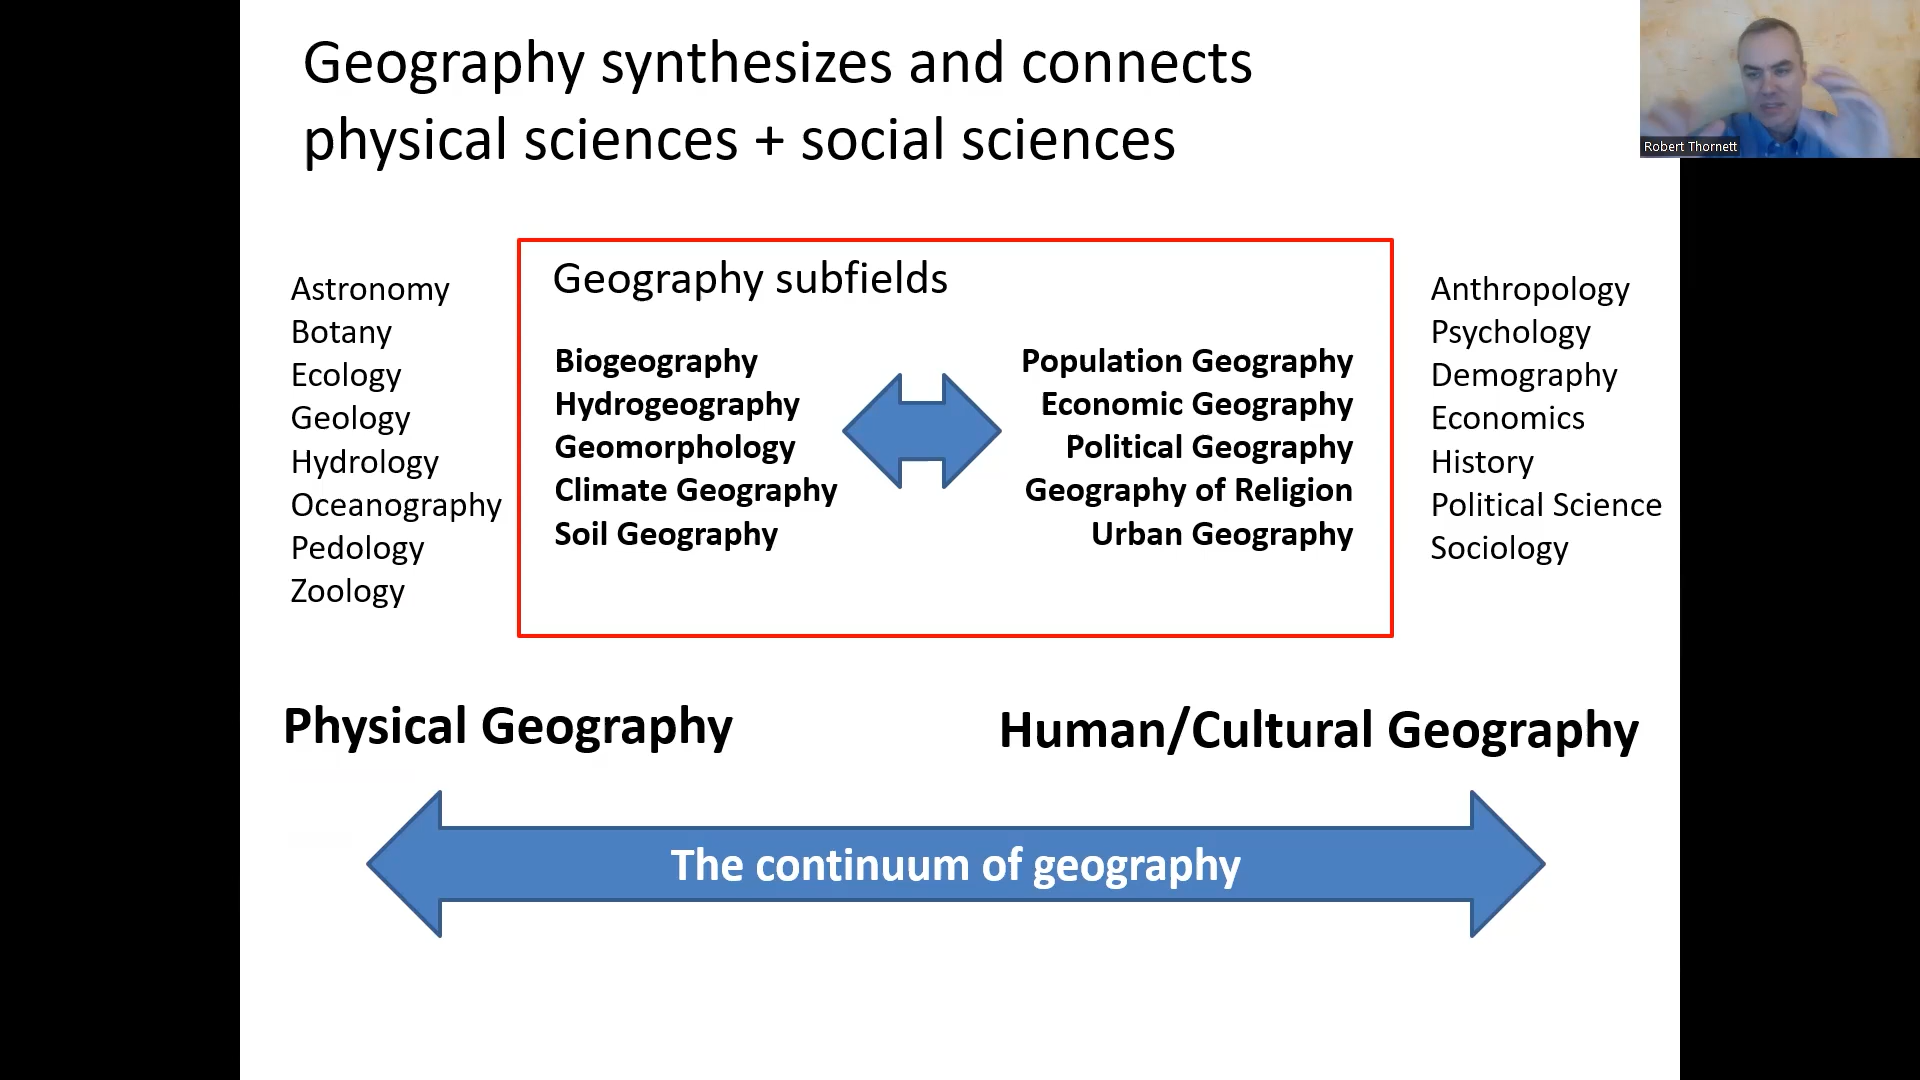 Geography synthesizes and connects
physical sciences + social sciences
Robert Thornett
Astronomy
Botany
Ecology
Geology
Hydrology
Oceanography
Pedology
Zoology
Geography subfields
Biogeography
Hydrogeography
Geomorphology
Climate Geography
Soil Geography
Population Geography
Economic Geography
Political Geography
Geography of Religion
Urban Geography
Anthropology
Psychology
Demography
Economics
History
Political Science
Sociology
Physical Geography
Human/Cultural Geography
The continuum of geography